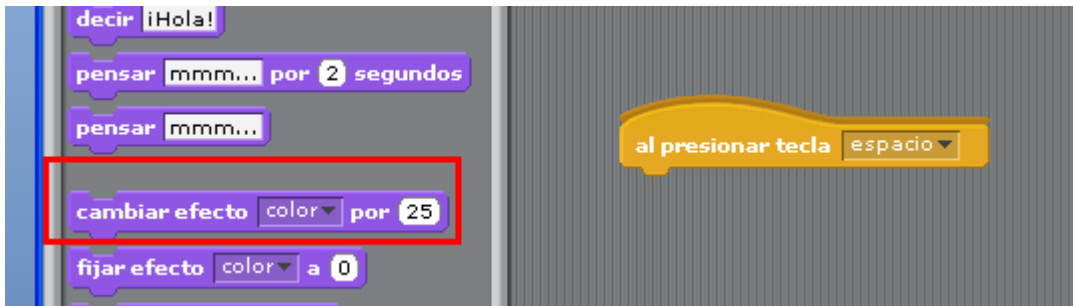 decir ¡Hola!
pensar mmm... por 2 segundos
pensar mmm...
cambiar efecto color por 25
fijar efecto color a 0
al presionar tecla espacio